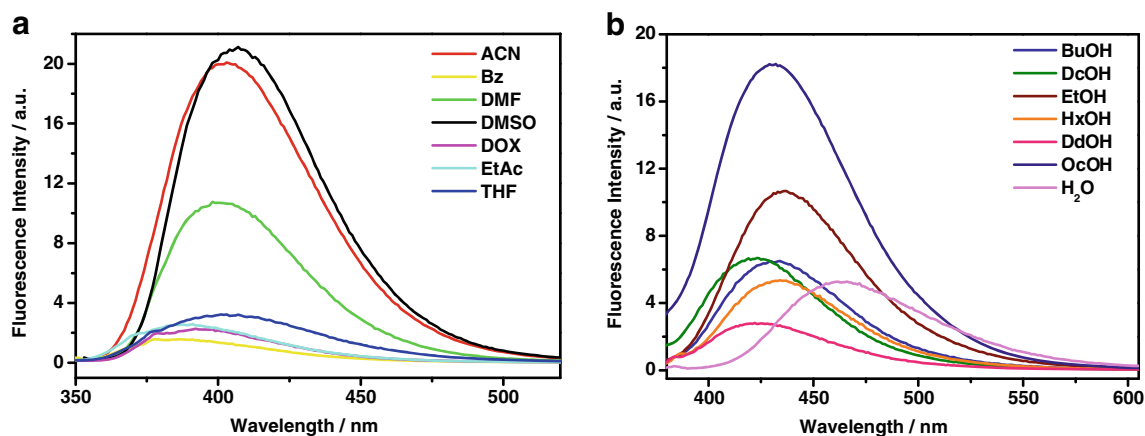 a
Fluorescence Intensity / a.u.
20
16
12
8
4
0
350
400
450
500
Wavelength / nm
ACN
Bz
DMF
DMSO
DOX
EtAc
THF
b
Fluorescence Intensity / a.u.
20
16
12
8
4
0
400
450
500
550
600
Wavelength / nm
BuOH
DcOH
EtOH
HxOH
DdOH
OcOH
H₂O